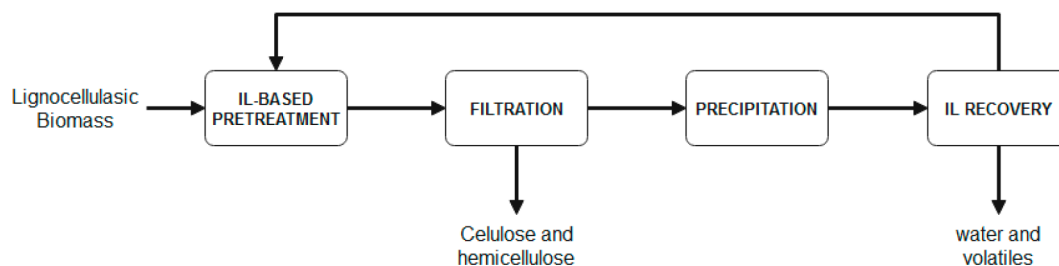 Lignocellulasic
Biomass
IL-BASED
PRETREATMENT
FILTRATION
PRECIPITATION
IL RECOVERY
Celulose and
hemicellulose
water and
volatiles